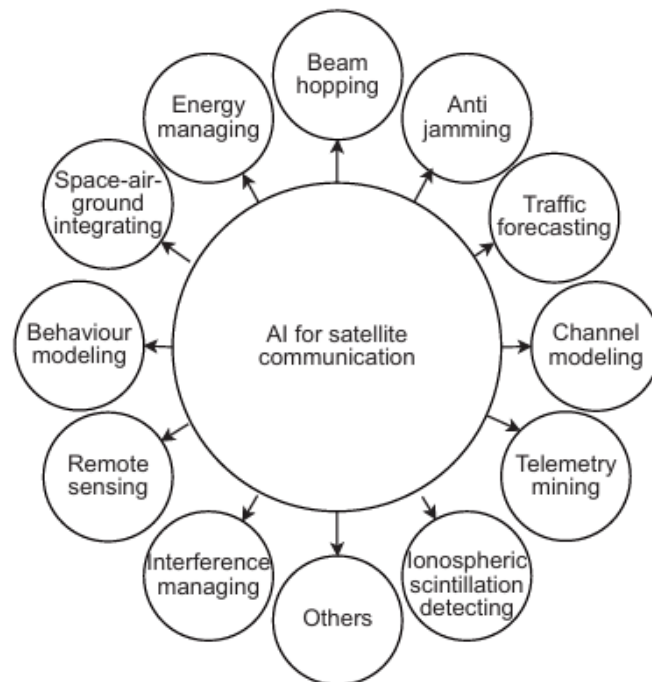 Beam
hopping
Anti
jamming
Traffic
forecasting
Channel
modeling
Telemetry
mining
Ionospheric
scintillation
detecting
Others
Interference
managing
Remote
sensing
Behaviour
modeling
Space-air-
ground
integrating
Energy
managing
AI for satellite
communication